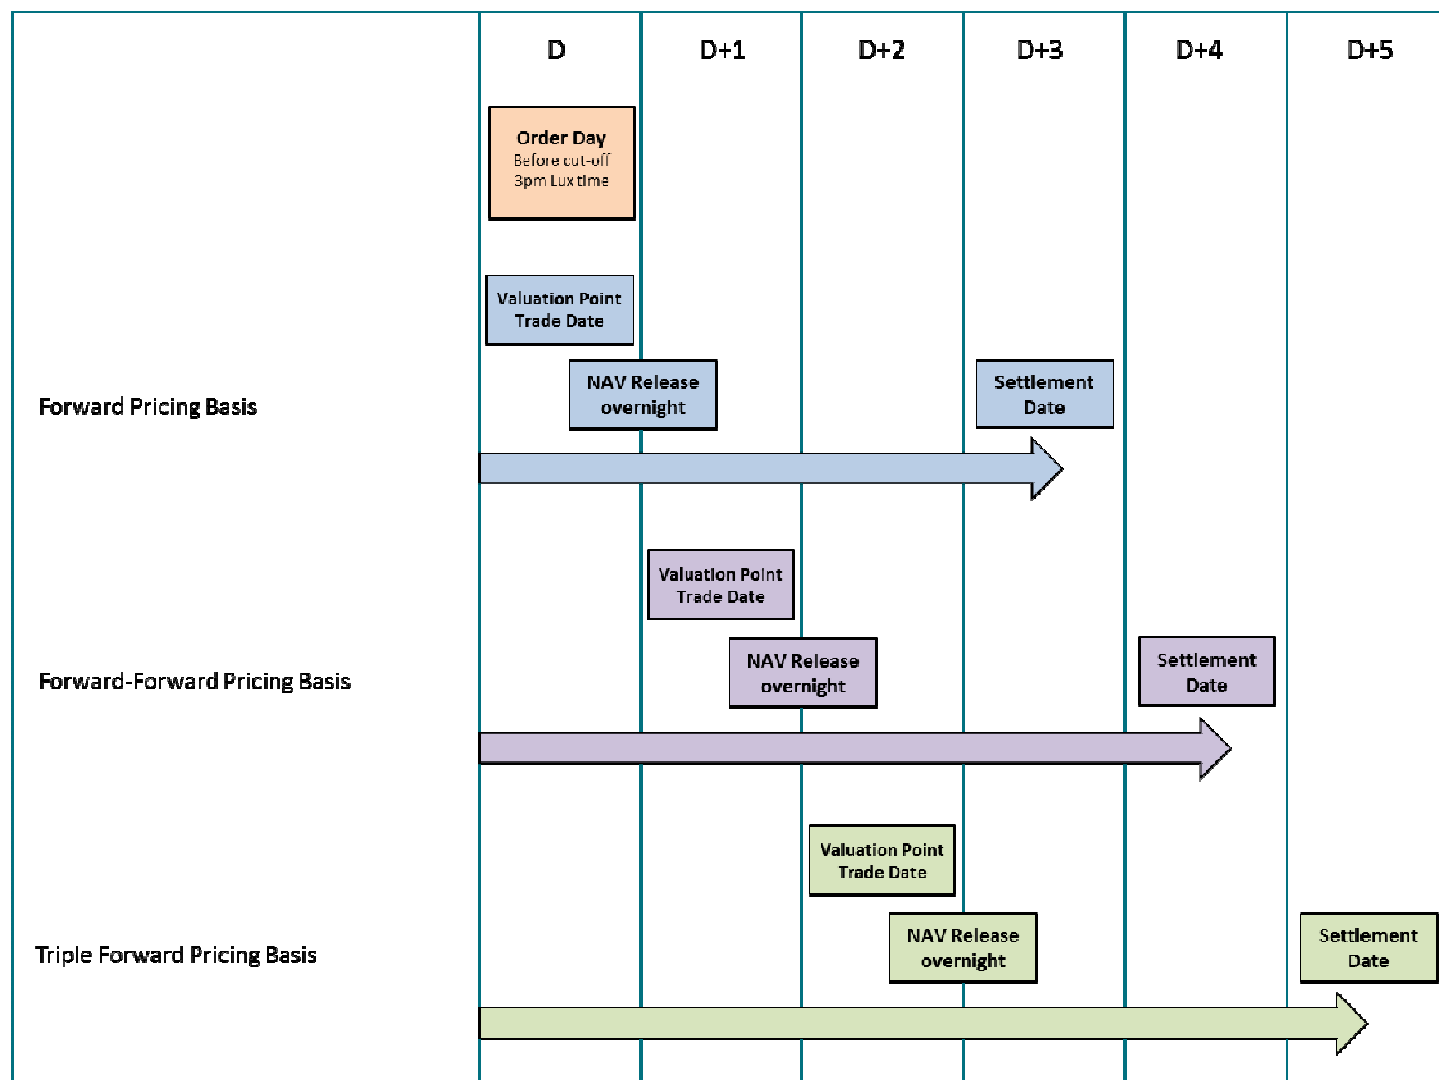 D D+1 D+2 D+3 D+4 D+5
Order Day
Before cut-off
3pm Lux time
Valuation Point
Trade Date
NAV Release
overnight
Settlement
Date
Forward Pricing Basis
Valuation Point
Trade Date
NAV Release
overnight
Settlement
Date
Forward-Forward Pricing Basis
Valuation Point
Trade Date
NAV Release
overnight
Settlement
Date
Triple Forward Pricing Basis